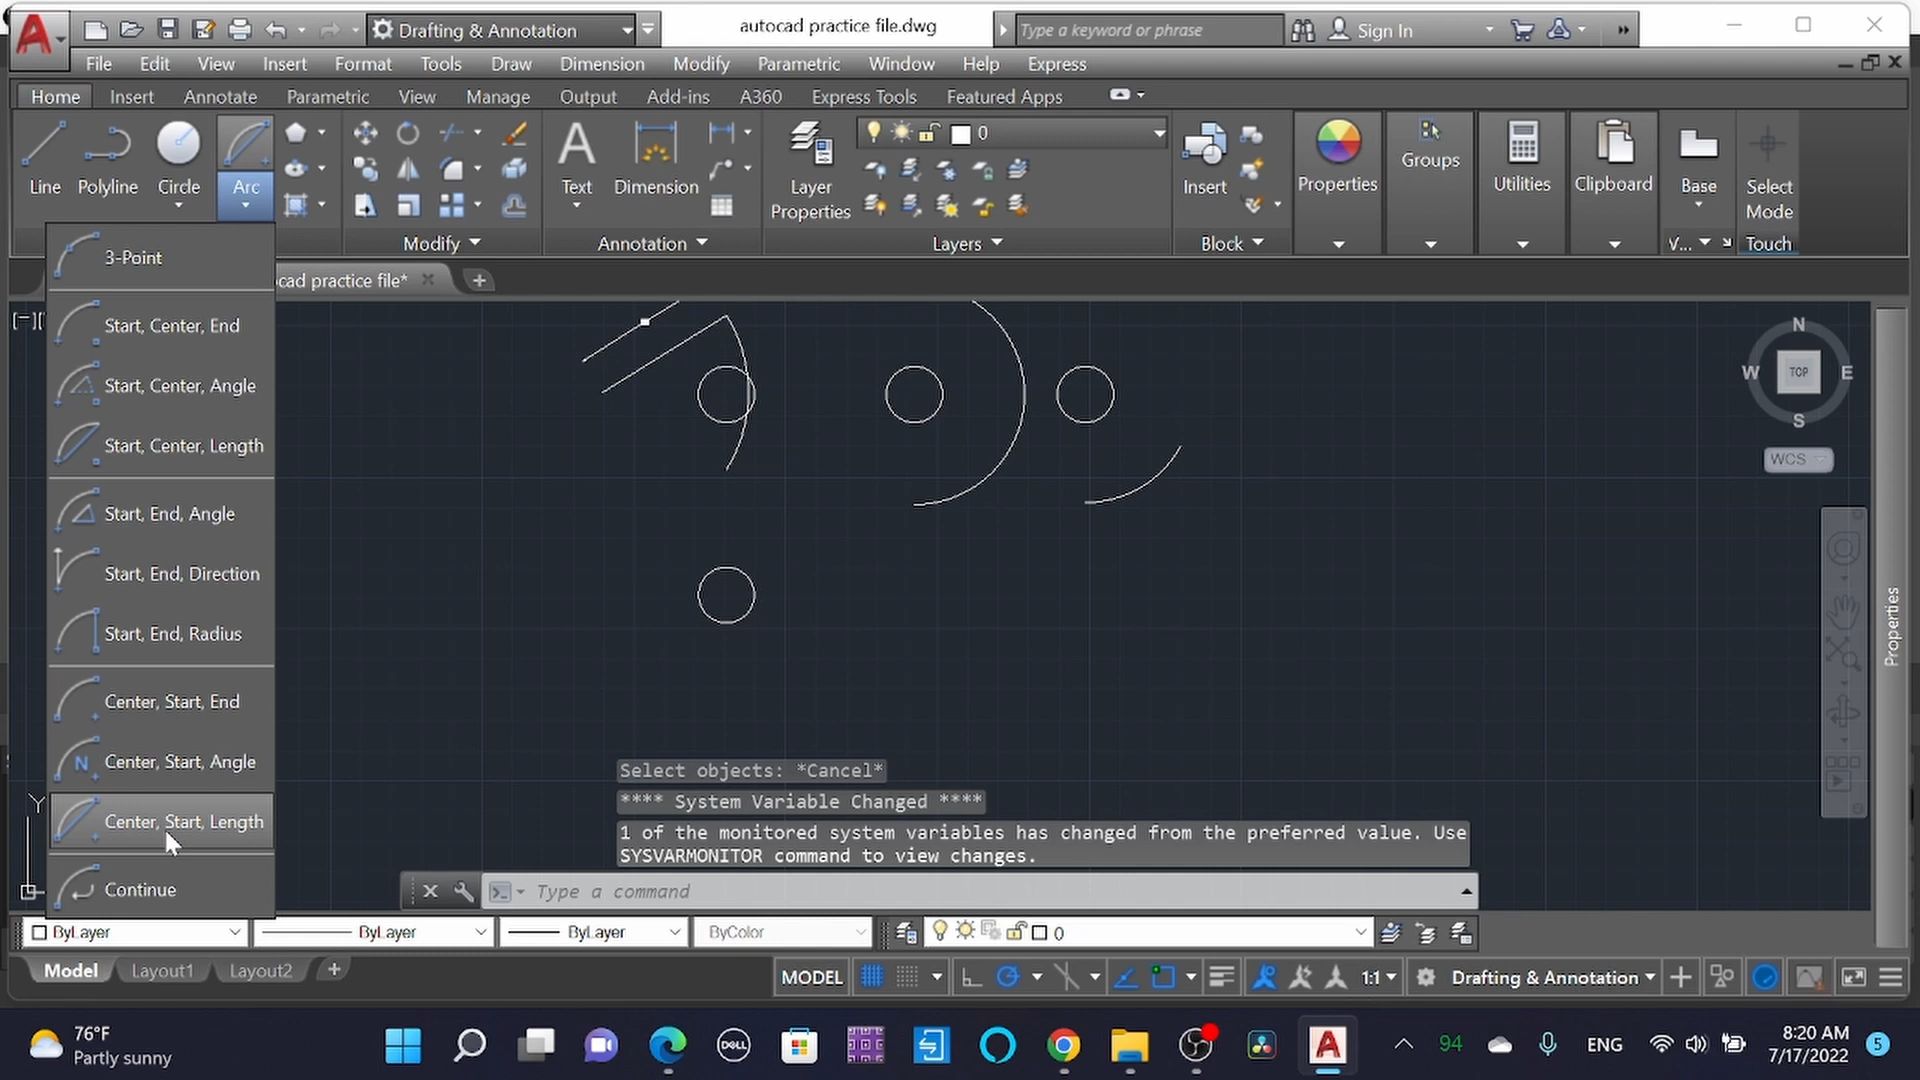 Drafting & Annotation
autocad practice file.dwg
Type a keyword or phrase
Sign In
File Edit View Insert Format Tools Draw Dimension Modify Parametric Window Help Express
Home Insert Annotate Parametric View Manage Output Add-ins A360 Express Tools Featured Apps
0
Line Polyline Circle Arc Text Dimension Layer Properties Insert Properties Groups Utilities Clipboard Base Select Mode
Modify Annotation Layers Block V... Touch
cad practice file*
3-Point
Start, Center, End
Start, Center, Angle
Start, Center, Length
Start, End, Angle
Start, End, Direction
Start, End, Radius
Center, Start, End
Center, Start, Angle
Center, Start, Length
Continue
N
W TOP E
S
WCS
Properties
Y
Select objects: *Cancel*
**** System Variable Changed ****
1 of the monitored system variables has changed from the preferred value. Use
SYSVARMONITOR command to view changes.
Type a command
ByLayer ByLayer ByLayer ByColor 0
Model Layout1 Layout2
MODEL 1:1 Drafting & Annotation
76°F
Partly sunny
DELL
94 ENG
8:20 AM
7/17/2022
5